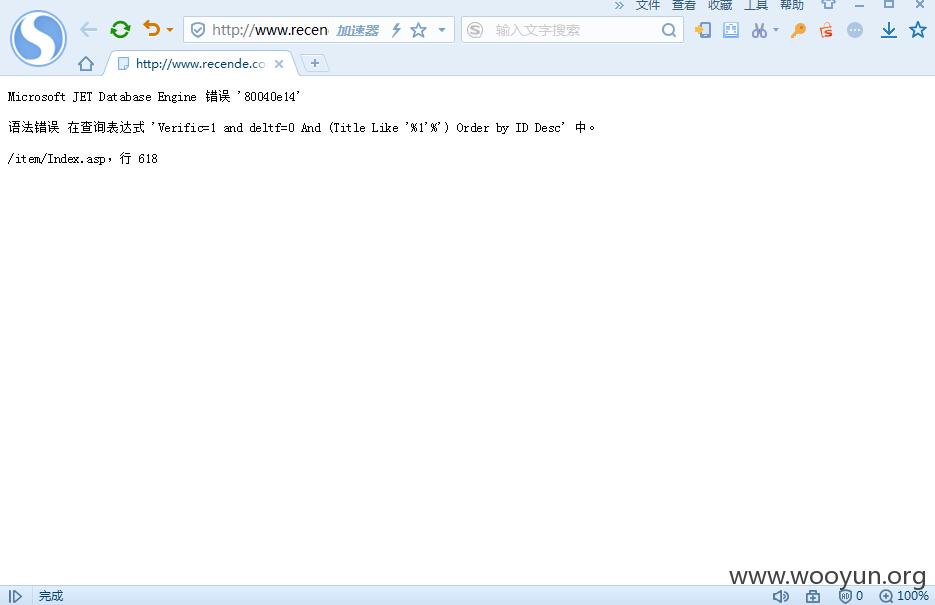 » 文件 查看 收藏 工具 帮助
http://www.recen 加速器 输入文字搜索
http://www.recende.co
Microsoft JET Database Engine 错误 '80040e14'
语法错误 在查询表达式 'Verific=1 and deltf=0 And (Title Like '%1'%') Order by ID Desc' 中。
/item/Index.asp，行 618
www.wooyun.org
完成 0 100%